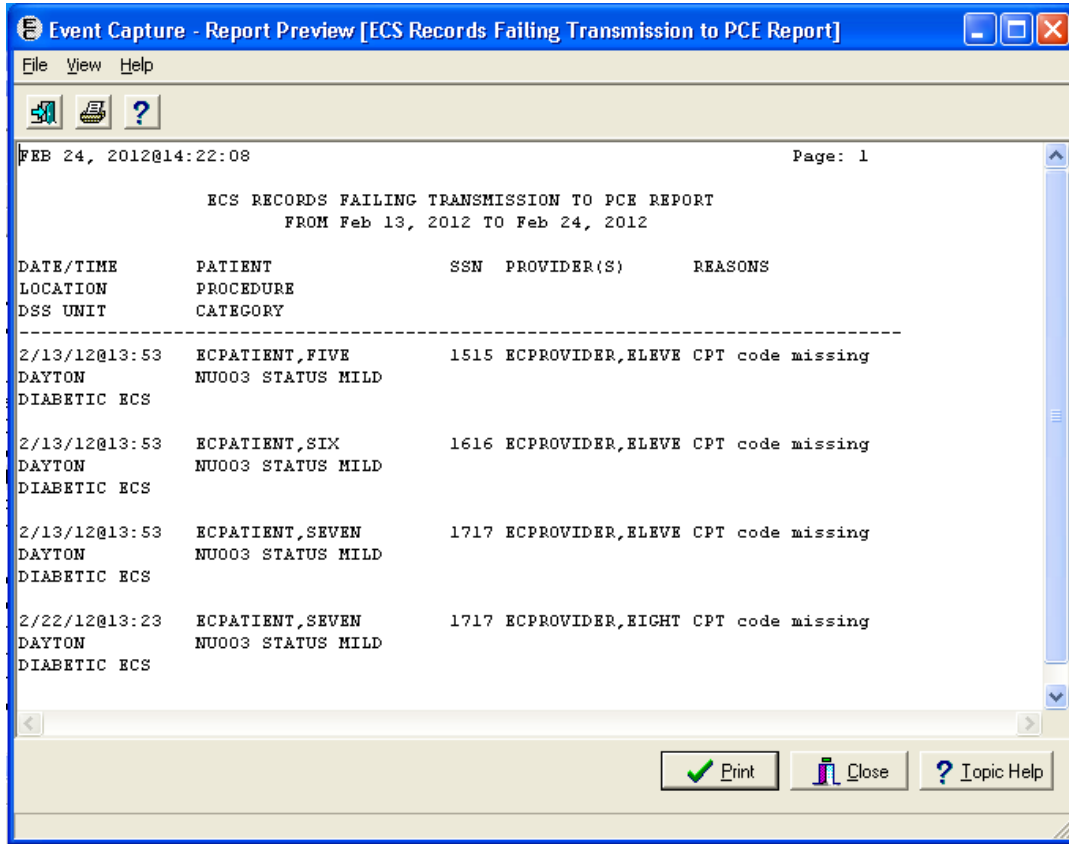 Event Capture - Report Preview [ECS Records Failing Transmission to PCE Report]
File View Help
FEB 24, 2012@14:22:08 Page: 1
ECS RECORDS FAILING TRANSMISSION TO PCE REPORT
FROM Feb 13, 2012 TO Feb 24, 2012
DATE/TIME PATIENT SSN PROVIDER(S) REASONS
LOCATION PROCEDURE
DSS UNIT CATEGORY
--------------------------------------------------------------------------------
2/13/12@13:53 ECPATIENT,FIVE 1515 ECPROVIDER,ELEVE CPT code missing
DAYTON NU003 STATUS MILD
DIABETIC ECS
2/13/12@13:53 ECPATIENT,SIX 1616 ECPROVIDER,ELEVE CPT code missing
DAYTON NU003 STATUS MILD
DIABETIC ECS
2/13/12@13:53 ECPATIENT,SEVEN 1717 ECPROVIDER,ELEVE CPT code missing
DAYTON NU003 STATUS MILD
DIABETIC ECS
2/22/12@13:23 ECPATIENT,SEVEN 1717 ECPROVIDER,EIGHT CPT code missing
DAYTON NU003 STATUS MILD
DIABETIC ECS
Print Close ? Topic Help